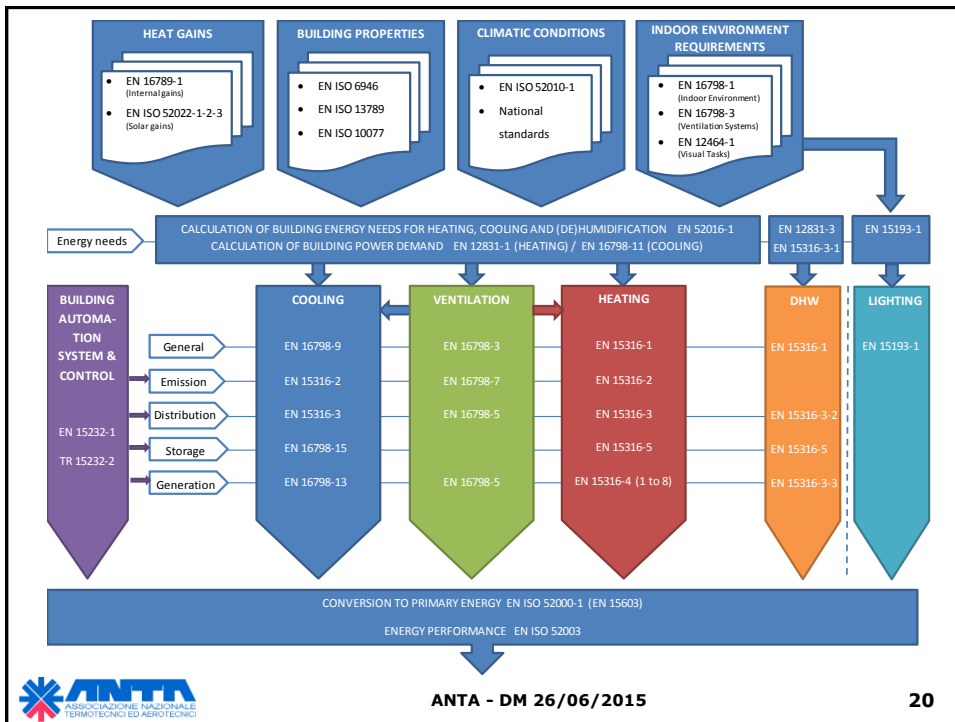 HEAT GAINS
• EN 16789-1
(Internal gains)
• EN ISO 52022-1-2-3
(Solar gains)
BUILDING PROPERTIES
• EN ISO 6946
• EN ISO 13789
• EN ISO 10077
CLIMATIC CONDITIONS
• EN ISO 52010-1
• National
standards
INDOOR ENVIRONMENT
REQUIREMENTS
• EN 16798-1
(Indoor Environment)
• EN 16798-3
(Ventilation Systems)
• EN 12464-1
(Visual Tasks)
Energy needs
CALCULATION OF BUILDING ENERGY NEEDS FOR HEATING, COOLING AND (DE)HUMIDIFICATION EN 52016-1
CALCULATION OF BUILDING POWER DEMAND EN 12831-1 (HEATING) / EN 16798-11 (COOLING)
EN 12831-3
EN 15316-3-1
EN 15193-1
BUILDING
AUTOMA-
TION
SYSTEM &
CONTROL
EN 15232-1
TR 15232-2
COOLING
VENTILATION
HEATING
DHW
LIGHTING
General
EN 16798-9
EN 16798-3
EN 15316-1
EN 15316-1
EN 15193-1
Emission
EN 15316-2
EN 16798-7
EN 15316-2
Distribution
EN 15316-3
EN 16798-5
EN 15316-3
EN 15316-3-2
Storage
EN 16798-15
EN 15316-5
EN 15316-5
Generation
EN 16798-13
EN 16798-5
EN 15316-4 (1 to 8)
EN 15316-3-3
CONVERSION TO PRIMARY ENERGY EN ISO 52000-1 (EN 15603)
ENERGY PERFORMANCE EN ISO 52003
ANTA
ASSOCIAZIONE NAZIONALE
TERMOTECNICI ED AEROTECNICI
ANTA - DM 26/06/2015
20